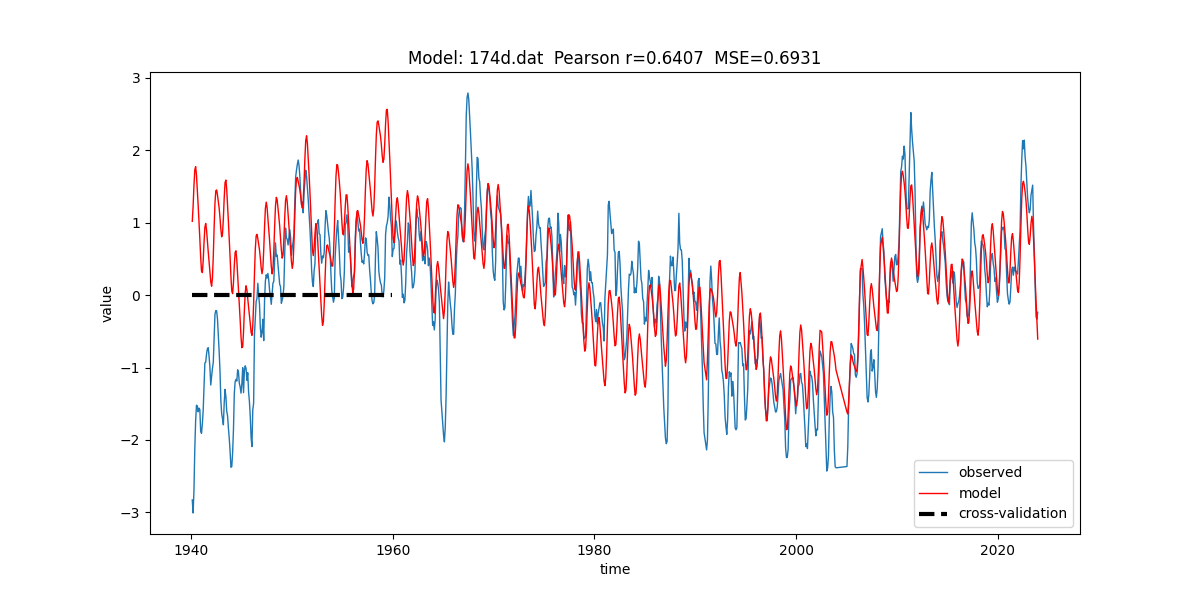 Model: 174d.dat  Pearson r=0.6407  MSE=0.6931
value
3
2
1
0
−1
−2
−3
1940
1960
1980
2000
2020
time
observed
model
cross-validation